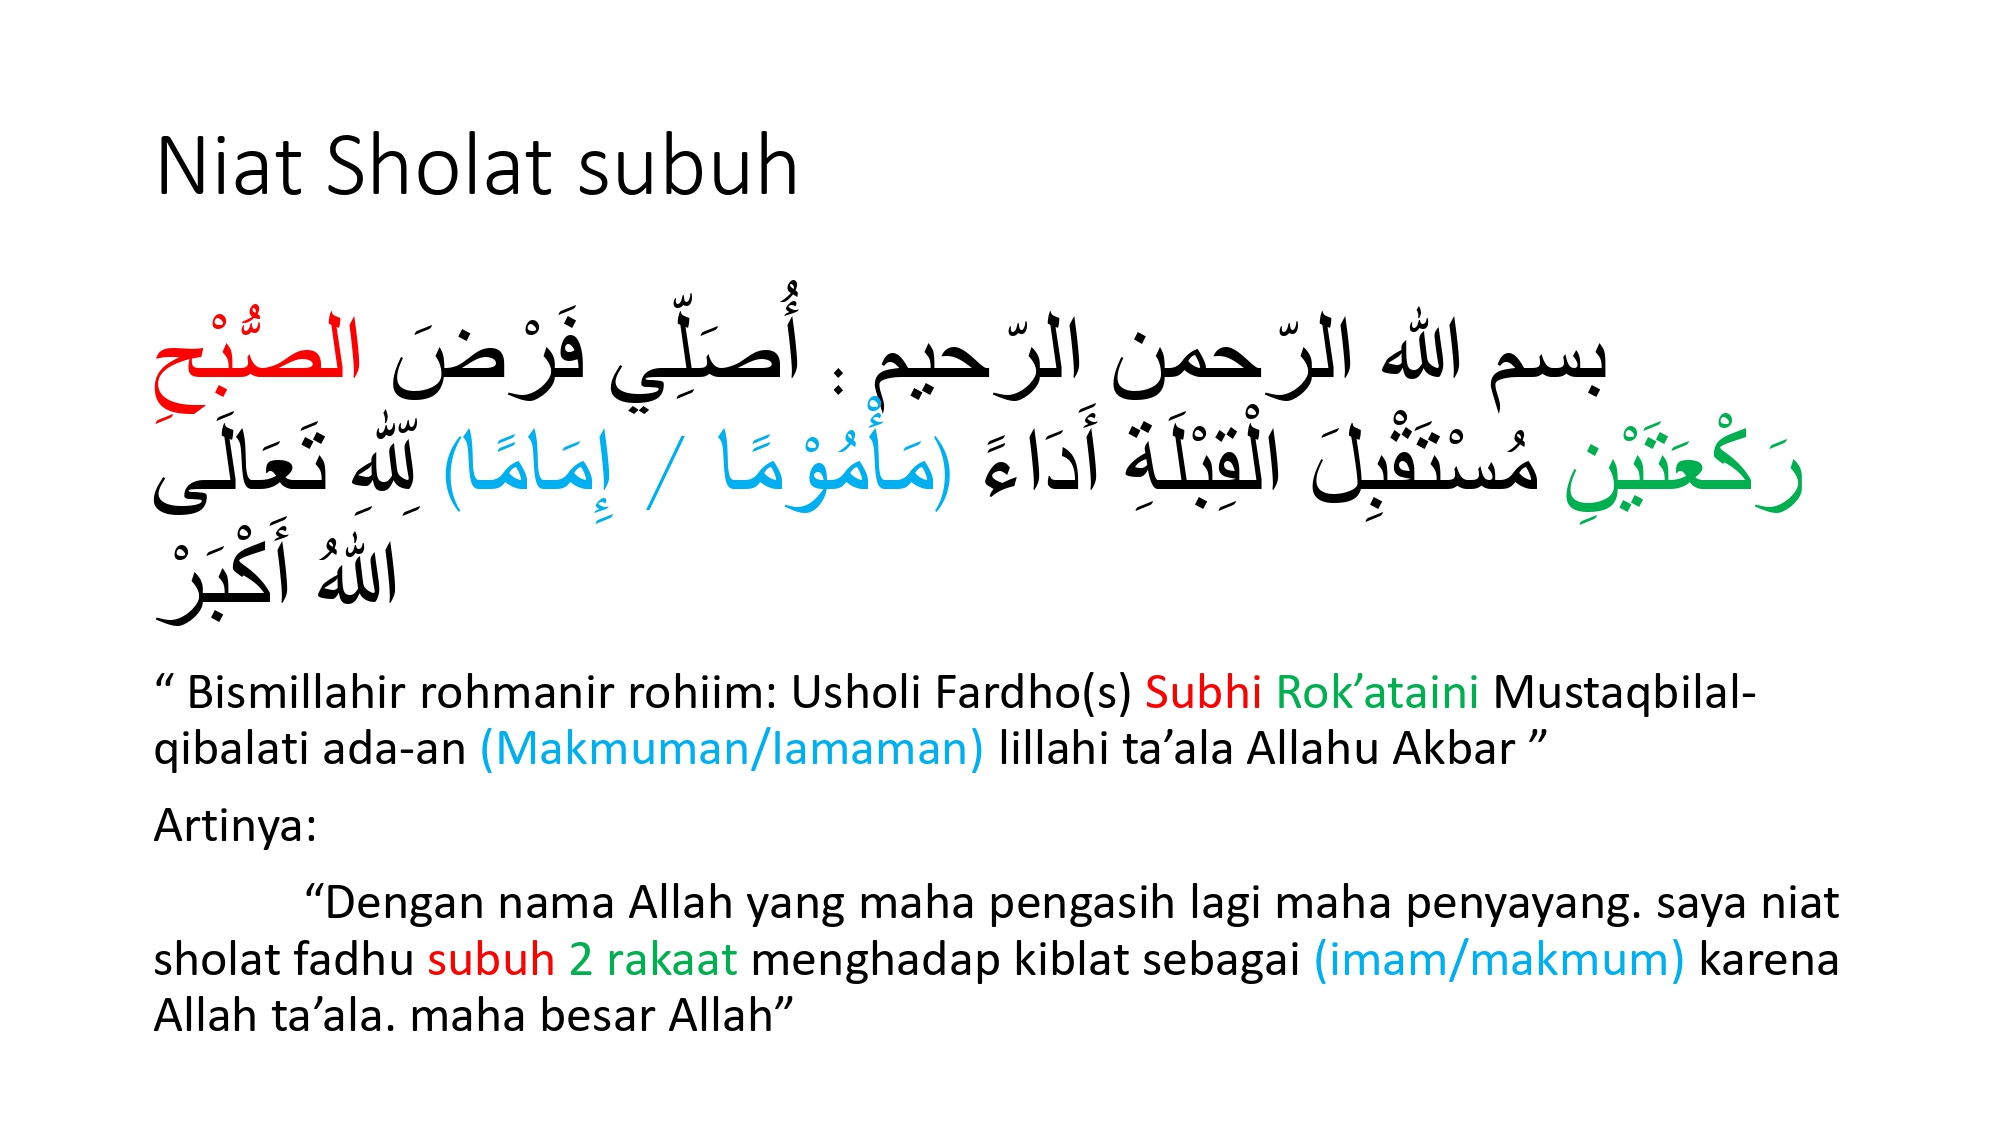 Niat Sholat subuh
بسم الله الرّحمن الرّحيم : أُصَلِّي فَرْضَ الصُّبْحِ
رَكْعَتَيْنِ مُسْتَقْبِلَ الْقِبْلَةِ أَدَاءً (مَأْمُوْمًا / إِمَامًا) لِلّهِ تَعَالَى
اللهُ أَكْبَرْ
“ Bismillahir rohmanir rohiim: Usholi Fardho(s) Subhi Rok’ataini Mustaqbilal-
qibalati ada-an (Makmuman/Iamaman) lillahi ta’ala Allahu Akbar ”
Artinya:
“Dengan nama Allah yang maha pengasih lagi maha penyayang. saya niat
sholat fadhu subuh 2 rakaat menghadap kiblat sebagai (imam/makmum) karena
Allah ta’ala. maha besar Allah”